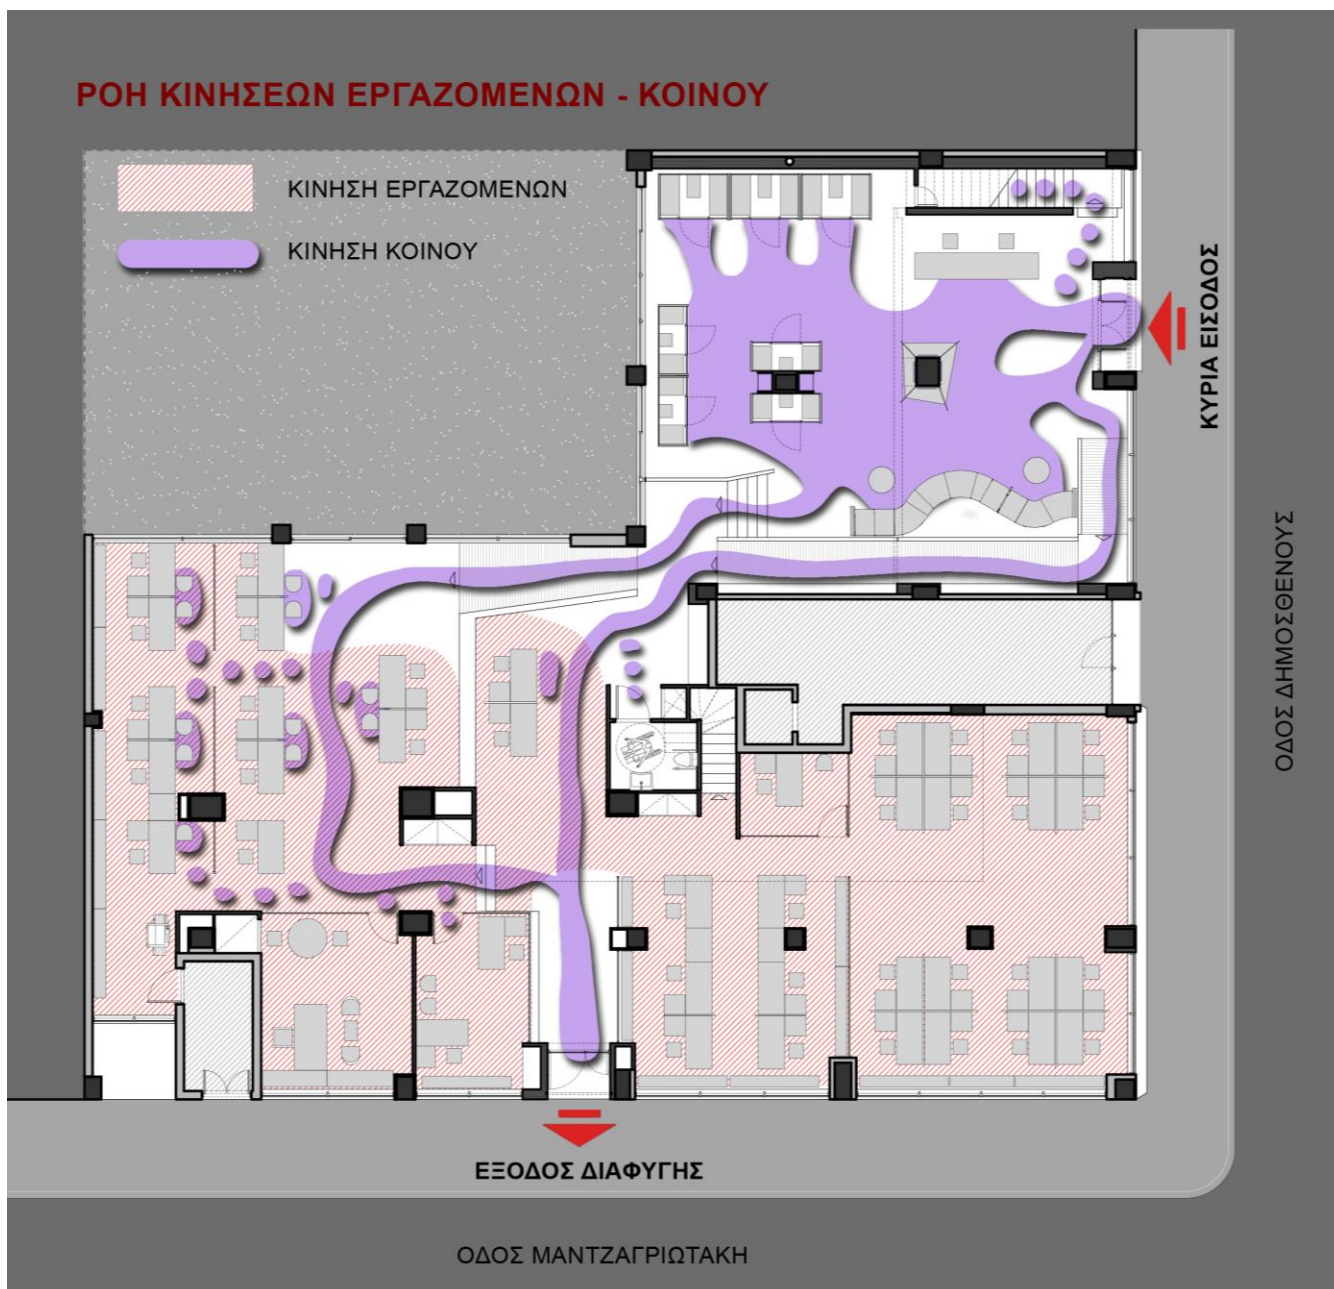 ΡΟΗ ΚΙΝΗΣΕΩΝ ΕΡΓΑΖΟΜΕΝΩΝ - ΚΟΙΝΟΥ
ΚΙΝΗΣΗ ΕΡΓΑΖΟΜΕΝΩΝ
ΚΙΝΗΣΗ ΚΟΙΝΟΥ
ΚΥΡΙΑ ΕΙΣΟΔΟΣ
ΟΔΟΣ ΔΗΜΟΣΘΕΝΟΥΣ
ΕΞΟΔΟΣ ΔΙΑΦΥΓΗΣ
ΟΔΟΣ ΜΑΝΤΖΑΓΡΙΩΤΑΚΗ